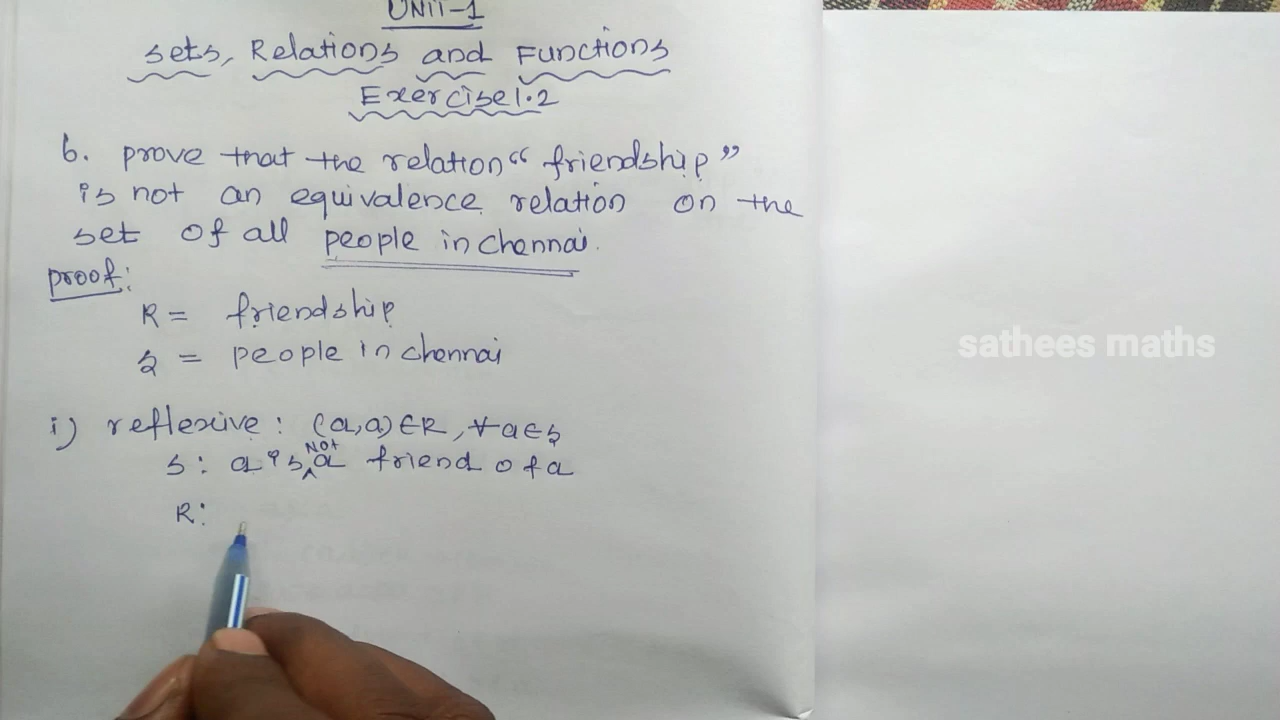 UNIT-1
sets, Relations and Functions
Exercise 1.2
6. prove that the relation "friendship"
is not an equivalence relation on the
set of all people in chennai.
proof:
R = friendship
S = people in chennai
i) reflexive: (a,a)∈R, ∀a∈S
NOT
S: a is a friend of a
R:
sathees maths